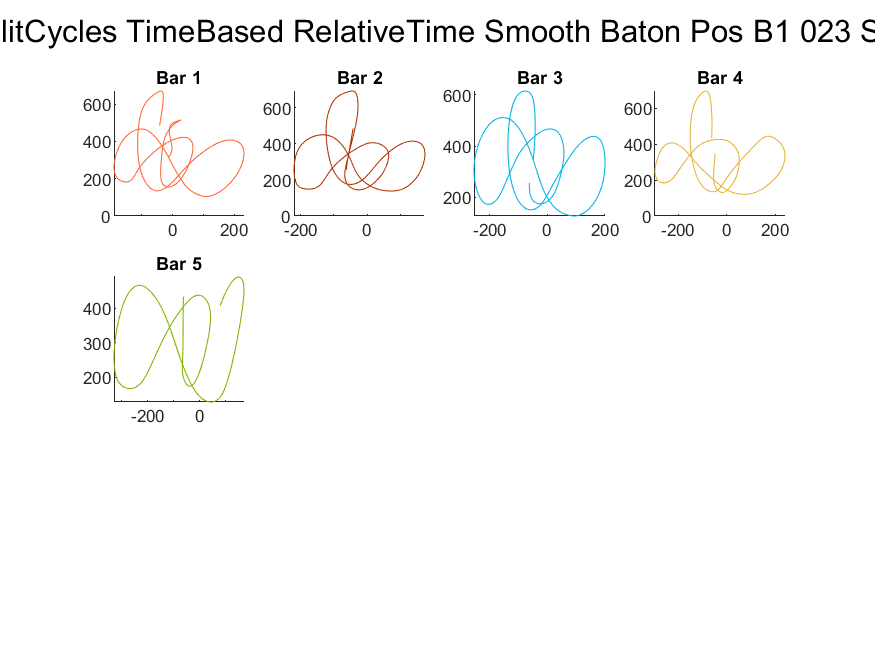 litCycles TimeBased RelativeTime Smooth Baton Pos B1 023 S
Bar 1 Bar 2 Bar 3 Bar 4
600 600 600 600
400 400 400 400
200 200 200 200
0 0 0
0 200 -200 0 -200 0 200 -200 0 200
Bar 5
400
300
200
-200 0